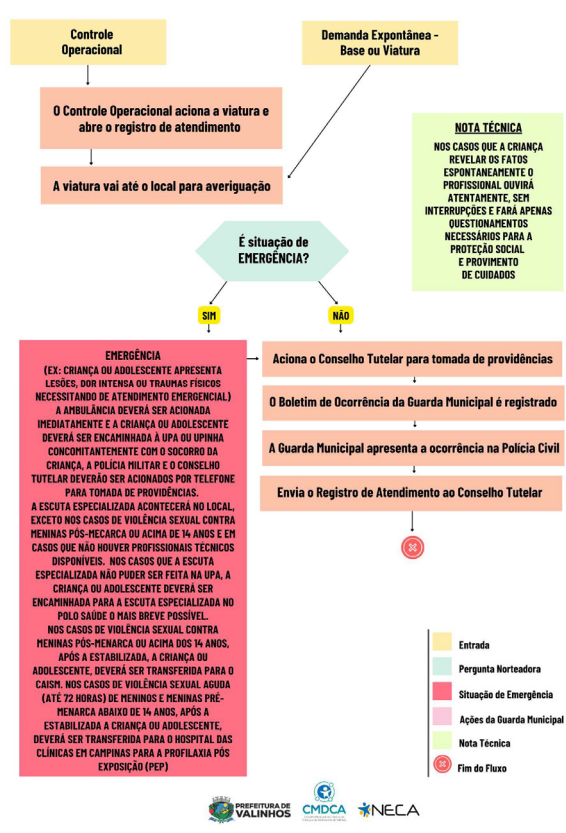 Controle
Operacional
Demanda Expontânea -
Base ou Viatura
O Controle Operacional aciona a viatura e
abre o registro de atendimento
A viatura vai até o local para averiguação
NOTA TÉCNICA
NOS CASOS QUE A CRIANÇA
REVELAR OS FATOS
ESPONTANEAMENTE O
PROFISSIONAL OUVIRÁ
ATENTAMENTE, SEM
INTERRUPÇÕES E FARÁ APENAS
QUESTIONAMENTOS
NECESSÁRIOS PARA A
PROTEÇÃO SOCIAL
E PROVIMENTO
DE CUIDADOS
É situação de
EMERGÊNCIA?
SIM
NÃO
EMERGÊNCIA
(EX: CRIANÇA OU ADOLESCENTE APRESENTA
LESÕES, DOR INTENSA OU TRAUMAS FÍSICOS
NECESSITANDO DE ATENDIMENTO EMERGENCIAL)
A AMBULÂNCIA DEVERÁ SER ACIONADA
IMEDIATAMENTE E A CRIANÇA OU ADOLESCENTE
DEVERÁ SER ENCAMINHADA À UPA OU UPINHA
CONCOMITANTEMENTE COM O SOCORRO DA
CRIANÇA, A POLÍCIA MILITAR E O CONSELHO
TUTELAR DEVERÃO SER ACIONADOS POR TELEFONE
PARA TOMADA DE PROVIDÊNCIAS.
A ESCUTA ESPECIALIZADA ACONTECERÁ NO LOCAL,
EXCETO NOS CASOS DE VIOLÊNCIA SEXUAL CONTRA
MENINAS PÓS-MECARCA OU ACIMA DE 14 ANOS E EM
CASOS QUE NÃO HOUVER PROFISSIONAIS TÉCNICOS
DISPONÍVEIS. NOS CASOS QUE A ESCUTA
ESPECIALIZADA NÃO PUDER SER FEITA NA UPA, A
CRIANÇA OU ADOLESCENTE DEVERÁ SER
ENCAMINHADA PARA A ESCUTA ESPECIALIZADA NO
POLO SAÚDE O MAIS BREVE POSSÍVEL.
NOS CASOS DE VIOLÊNCIA SEXUAL CONTRA
MENINAS PÓS-MENARCA OU ACIMA DOS 14 ANOS,
APÓS A ESTABILIZADA, A CRIANÇA OU
ADOLESCENTE, DEVERÁ SER TRANSFERIDA PARA O
CAISM. NOS CASOS DE VIOLÊNCIA SEXUAL AGUDA
(ATÉ 72 HORAS) DE MENINOS E MENINAS PRÉ-
MENARCA ABAIXO DE 14 ANOS, APÓS A
ESTABILIZADA A CRIANÇA OU ADOLESCENTE,
DEVERÁ SER TRANSFERIDA PARA O HOSPITAL DAS
CLÍNICAS EM CAMPINAS PARA A PROFILAXIA PÓS
EXPOSIÇÃO (PEP)
Aciona o Conselho Tutelar para tomada de providências
O Boletim de Ocorrência da Guarda Municipal é registrado
A Guarda Municipal apresenta a ocorrência na Polícia Civil
Envia o Registro de Atendimento ao Conselho Tutelar
Entrada
Pergunta Norteadora
Situação de Emergência
Ações da Guarda Municipal
Nota Técnica
Fim do Fluxo
PREFEITURA DE
VALINHOS
CMDCA
NECA